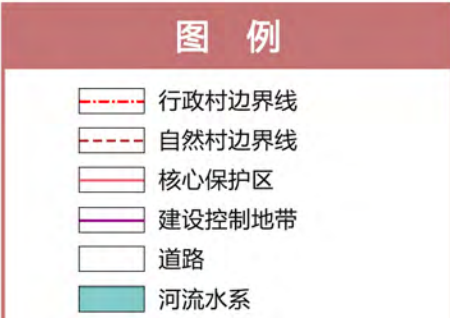 图 例
行政村边界线
自然村边界线
核心保护区
建设控制地带
道路
河流水系